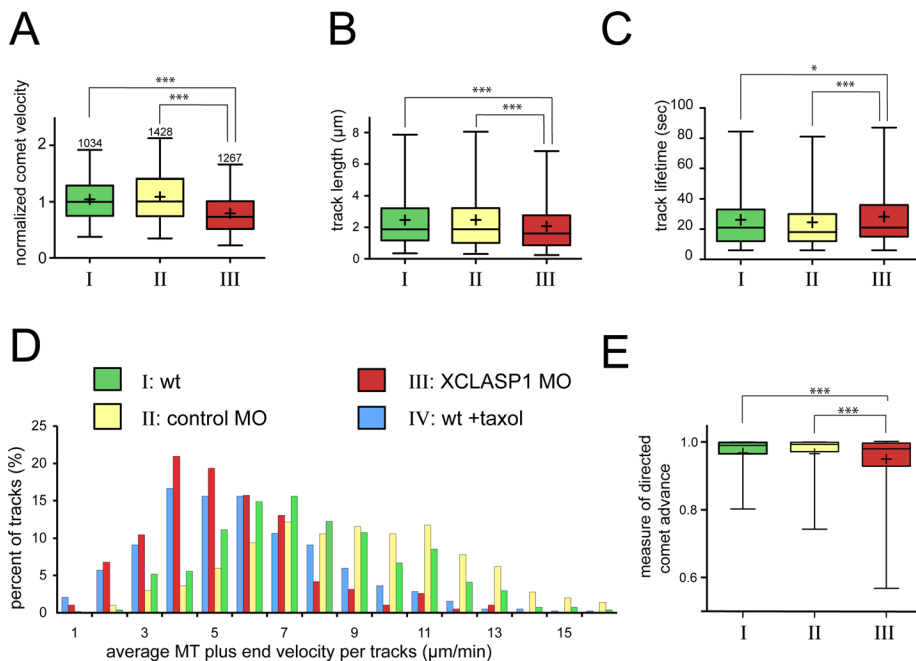 A
normalized comet velocity
2
1
0
1034
1428
1267
***
***
I
II
III
B
track length (µm)
8
6
4
2
0
***
***
I
II
III
C
track lifetime (sec)
100
80
60
40
20
0
*
***
I
II
III
D
I: wt
II: control MO
III: XCLASP1 MO
IV: wt +taxol
percent of tracks (%)
25
20
15
10
5
0
1 3 5 7 9 11 13 15
average MT plus end velocity per tracks (µm/min)
E
measure of directed
comet advance
1.0
0.8
0.6
***
***
I
II
III